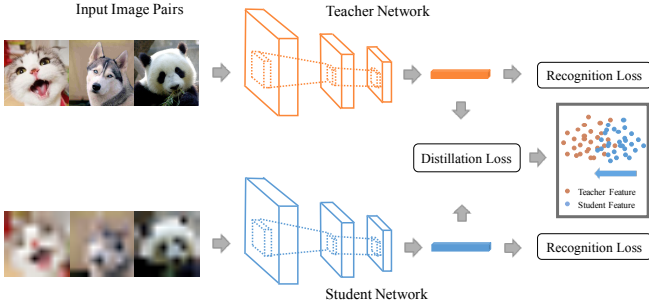 Input Image Pairs
Teacher Network
Recognition Loss
Distillation Loss
Teacher Feature
Student Feature
Recognition Loss
Student Network